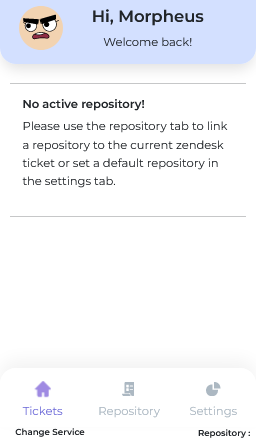 Hi, Morpheus
Welcome back!
No active repository!
Please use the repository tab to link
a repository to the current zendesk
ticket or set a default repository in
the settings tab.
Tickets Repository Settings
Change Service Repository :